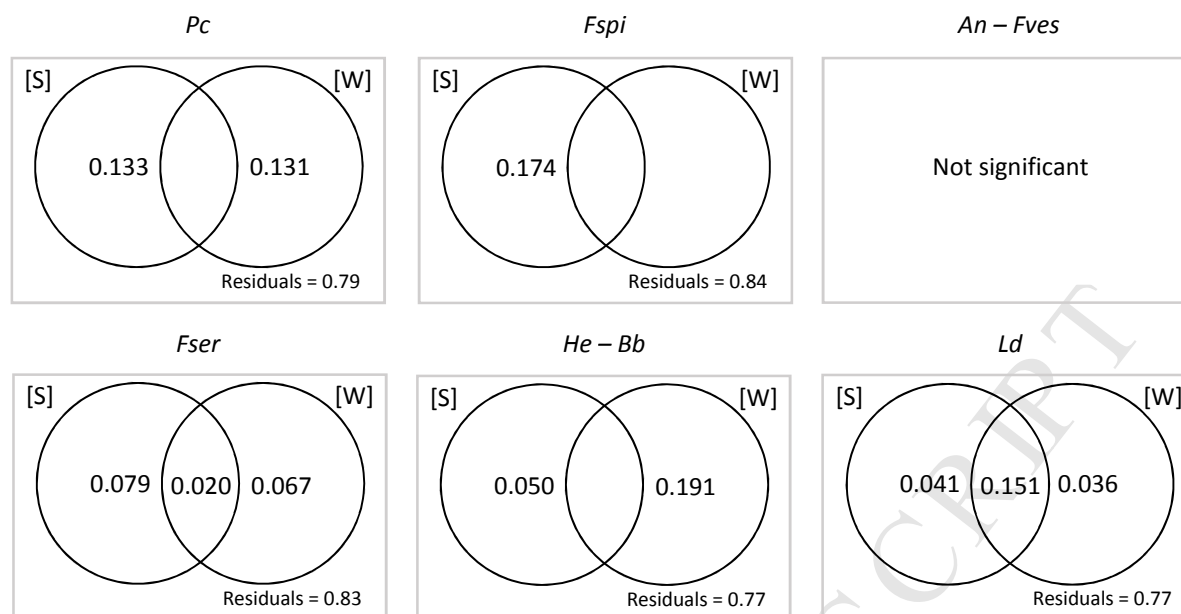 Pc
[S] [W]
0.133 0.131
Residuals = 0.79
Fspi
[S] [W]
0.174
Residuals = 0.84
An – Fves
Not significant
Fser
[S] [W]
0.079 0.020 0.067
Residuals = 0.83
He – Bb
[S] [W]
0.050 0.191
Residuals = 0.77
Ld
[S] [W]
0.041 0.151 0.036
Residuals = 0.77
C CRIPT